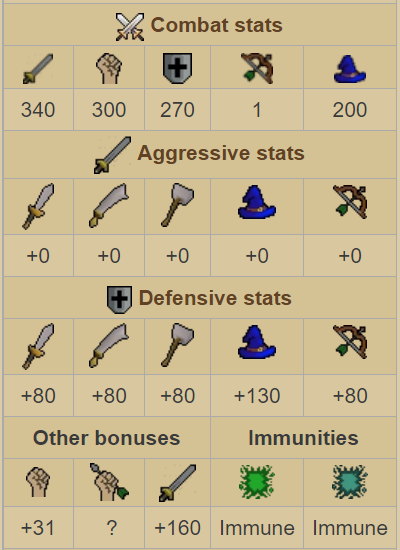 Combat stats
340 300 270 1 200
Aggressive stats
+0 +0 +0 +0 +0
Defensive stats
+80 +80 +80 +130 +80
Other bonuses Immunities
+31 ? +160 Immune Immune